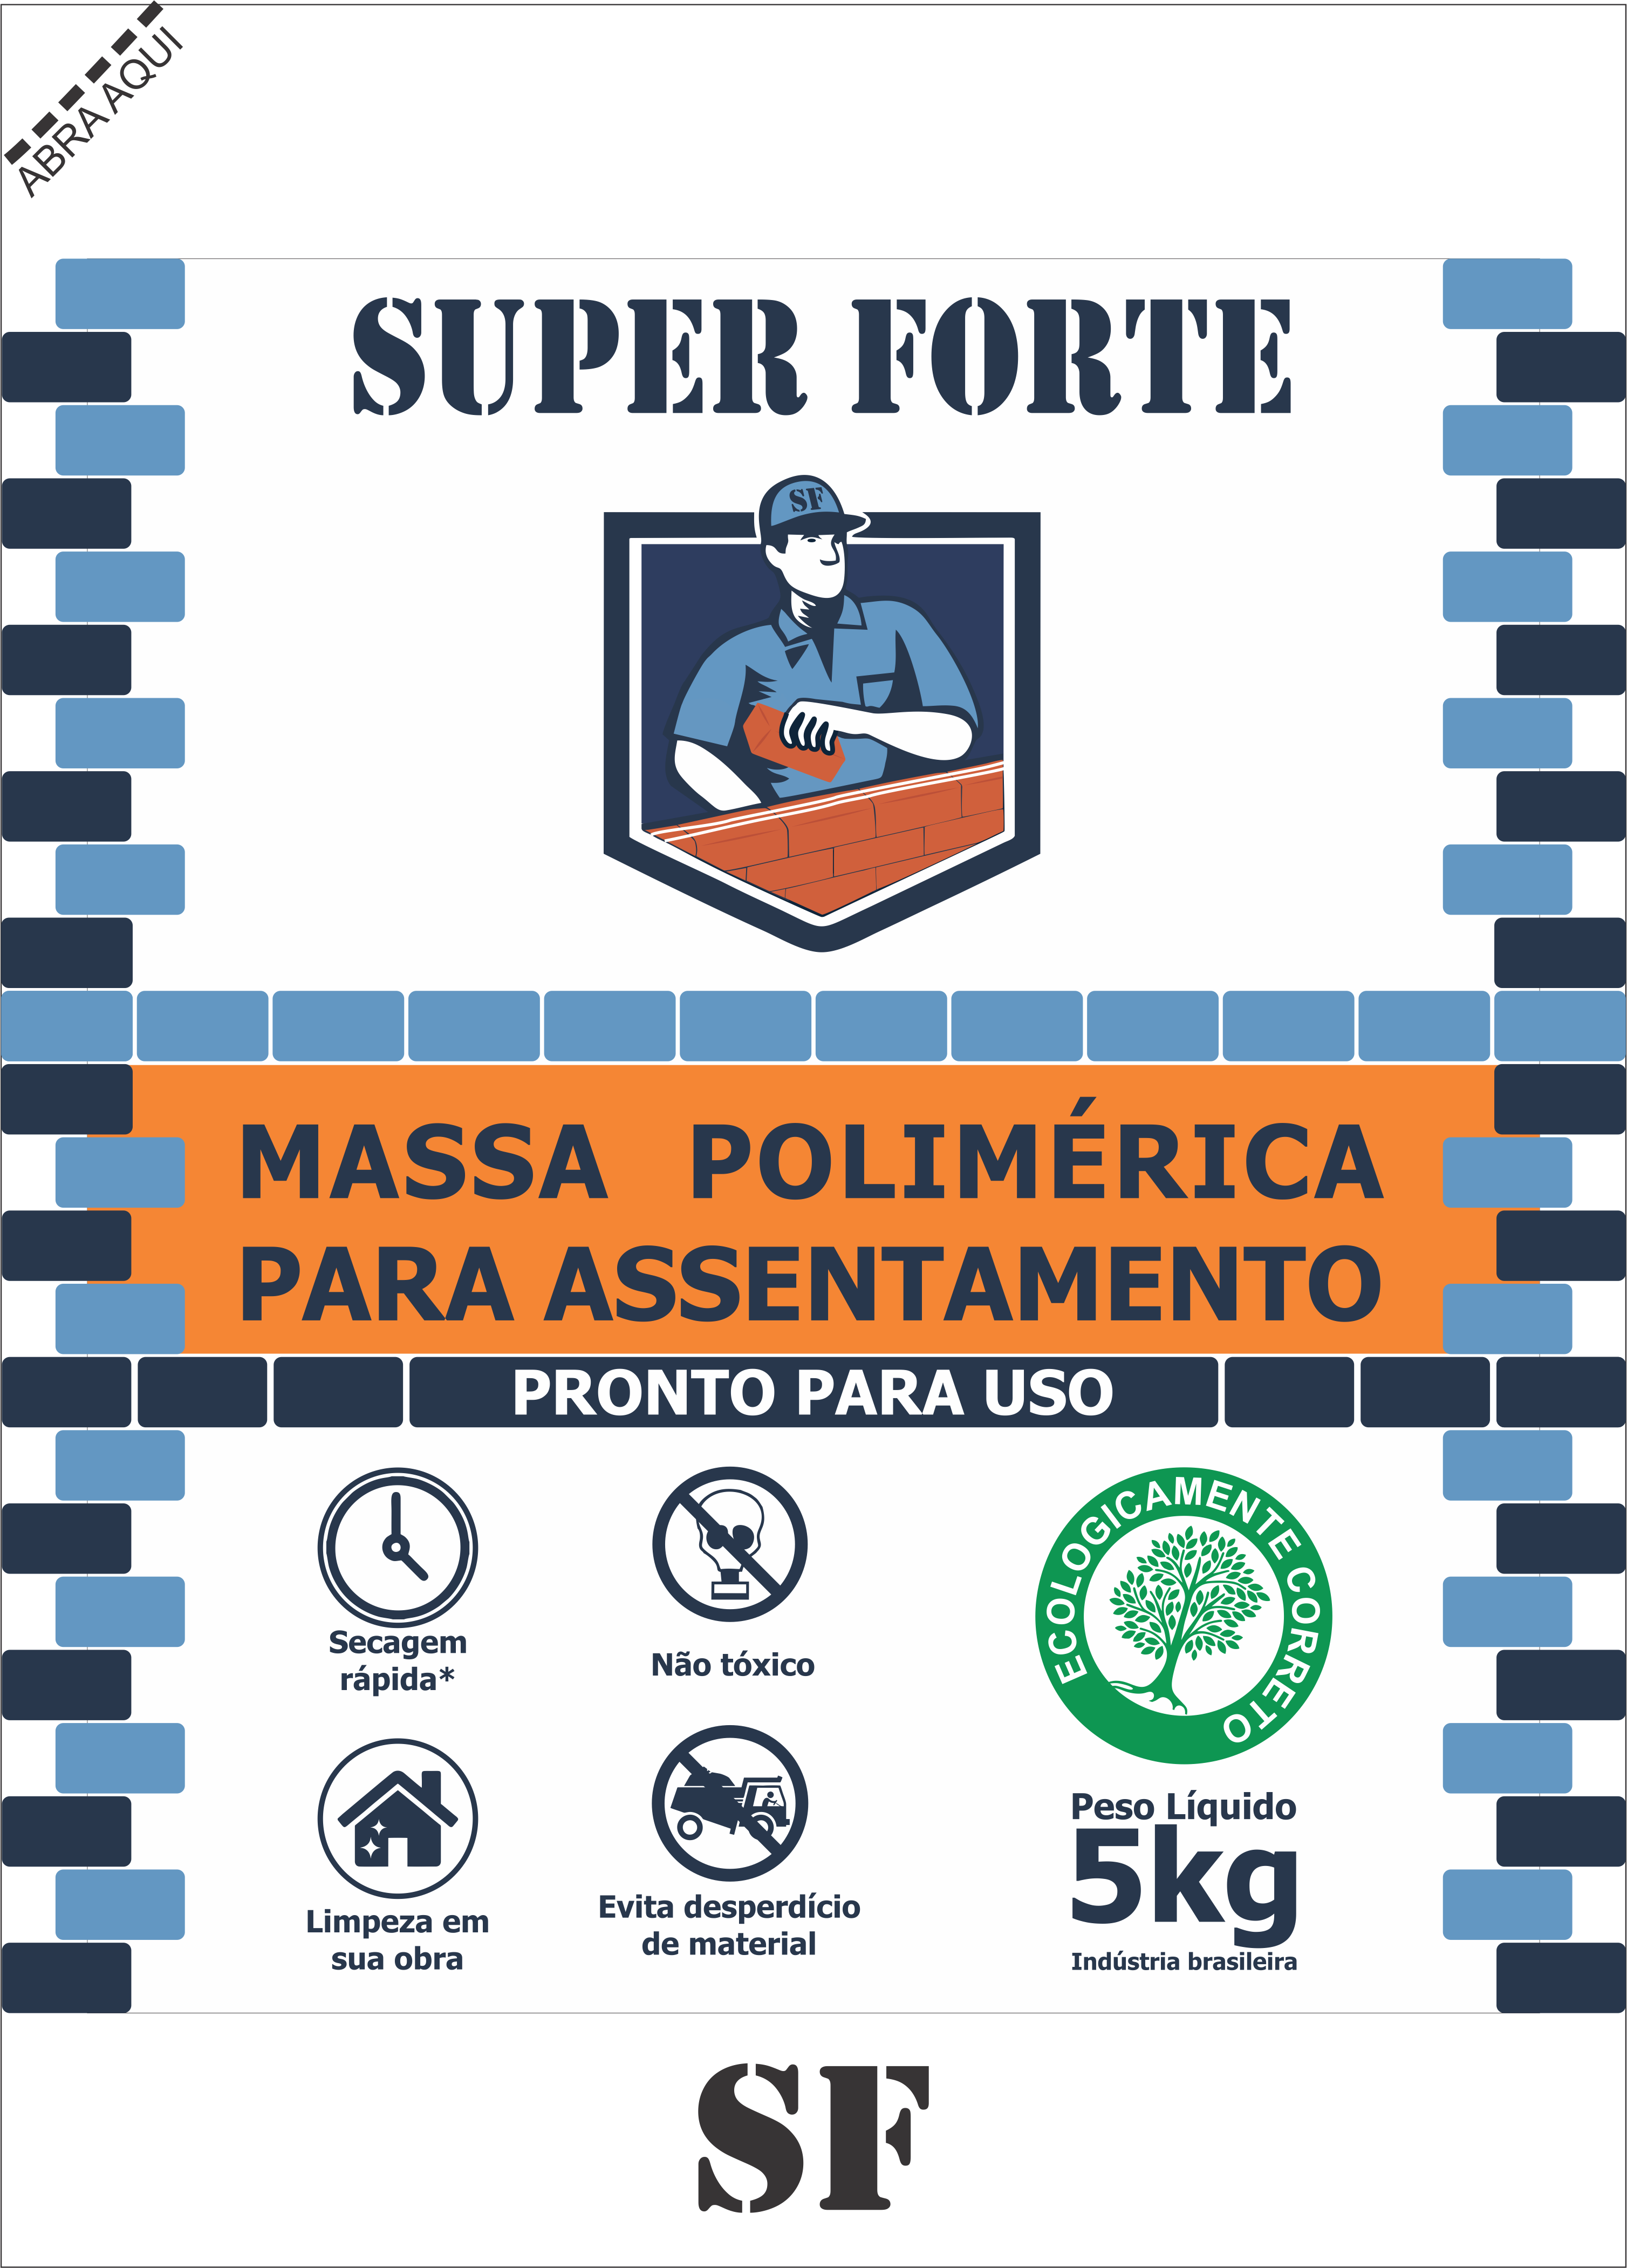 ABRA AQUI
SUPER FORTE
SF
MASSA POLIMÉRICA
PARA ASSENTAMENTO
PRONTO PARA USO
Secagem
rápida*
Não tóxico
ECOLOGICAMENTE CORRETO
Limpeza em
sua obra
Evita desperdício
de material
Peso Líquido
5kg
Indústria brasileira
SF